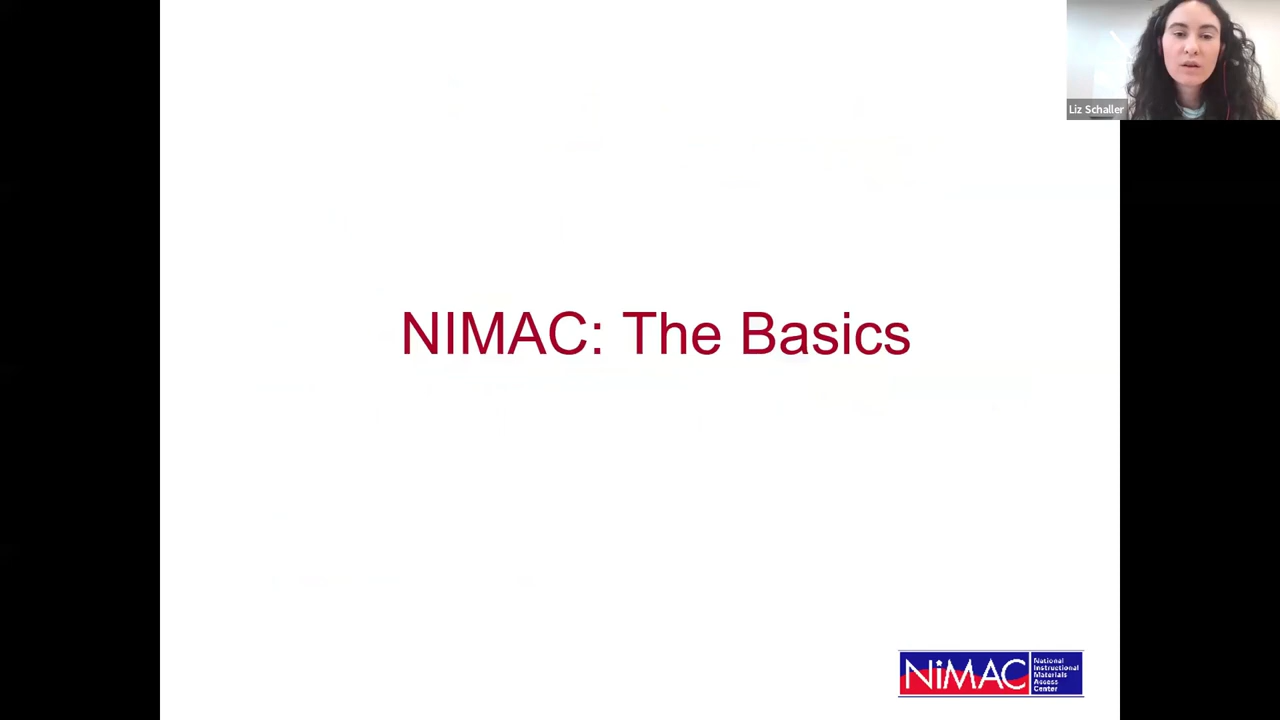 Liz Schaller
NIMAC: The Basics
NiMAC
National
Instructional
Materials
Access
Center